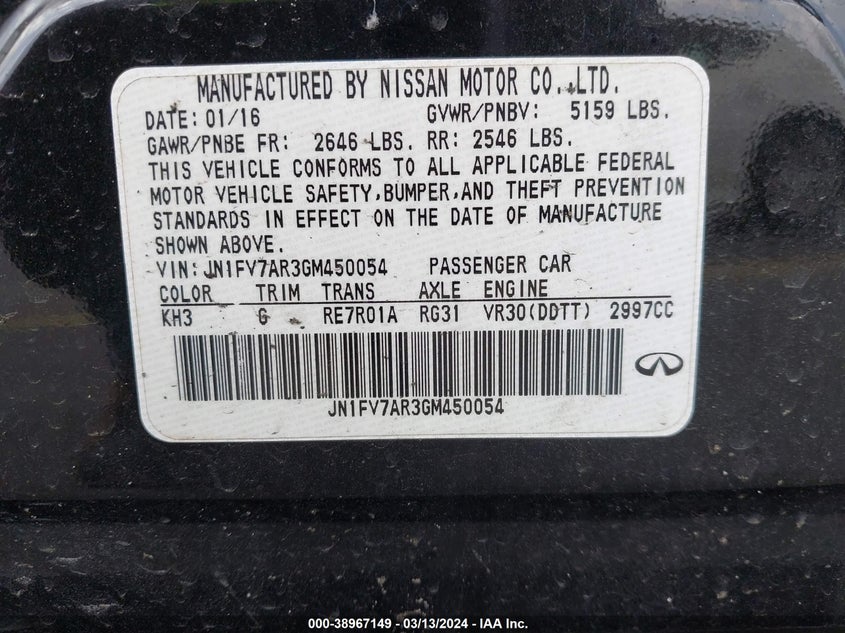 MANUFACTURED BY NISSAN MOTOR CO.,LTD.
DATE: 01/16 GVWR/PNBV: 5159 LBS.
GAWR/PNBE FR: 2646 LBS. RR: 2546 LBS.
THIS VEHICLE CONFORMS TO ALL APPLICABLE FEDERAL
MOTOR VEHICLE SAFETY,BUMPER,AND THEFT PREVENTION
STANDARDS IN EFFECT ON THE DATE OF MANUFACTURE
SHOWN ABOVE.
VIN:JN1FV7AR3GM450054 PASSENGER CAR
COLOR TRIM TRANS AXLE ENGINE
KH3 G RE7R01A RG31 VR30(DDTT) 2997CC
JN1FV7AR3GM450054
000-38967149 - 03/13/2024 - IAA Inc.